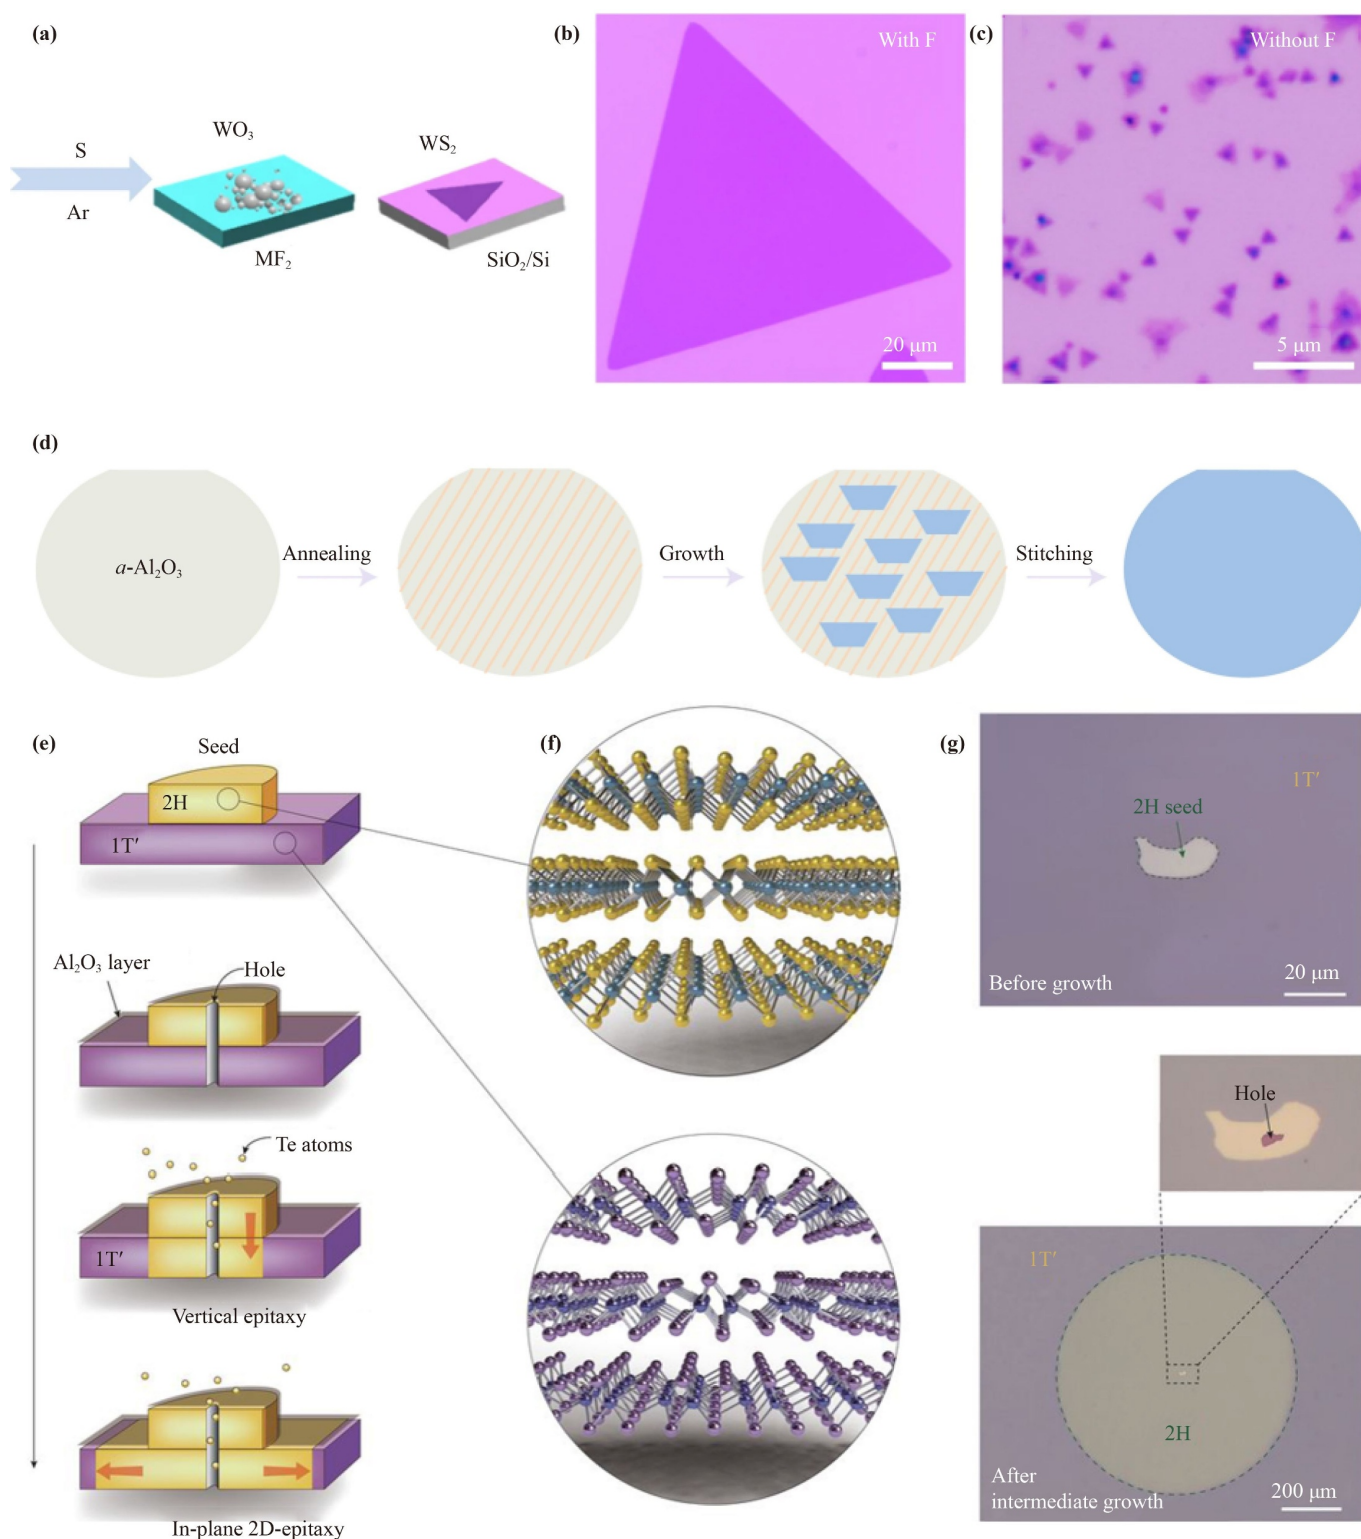 (a)
S
Ar
WO₃
MF₂
WS₂
SiO₂/Si
(b)
With F
20 μm
(c)
Without F
5 μm
(d)
a-Al₂O₃
Annealing
Growth
Stitching
(e)
Seed
2H
1T′
Al₂O₃ layer
Hole
Te atoms
1T′
Vertical epitaxy
In-plane 2D-epitaxy
(f)
(g)
1T′
2H seed
Before growth
20 μm
Hole
1T′
2H
After
intermediate growth
200 μm